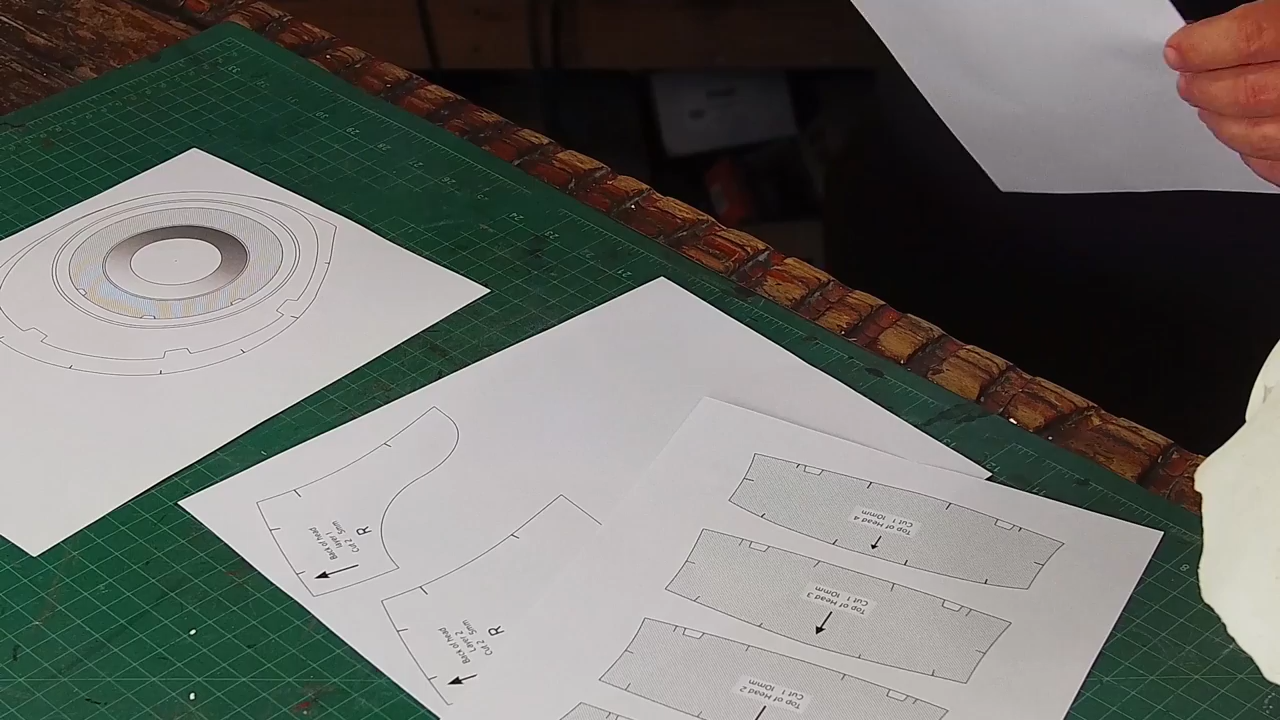 Top of Head 4
Cut 1 10mm
Top of Head 3
Cut 1 10mm
Top of Head 2
Cut 1 10mm
Back of head
Layer
Cut 2 5mm
R
Back of head
Cut 2 Layer 2
5mm
R